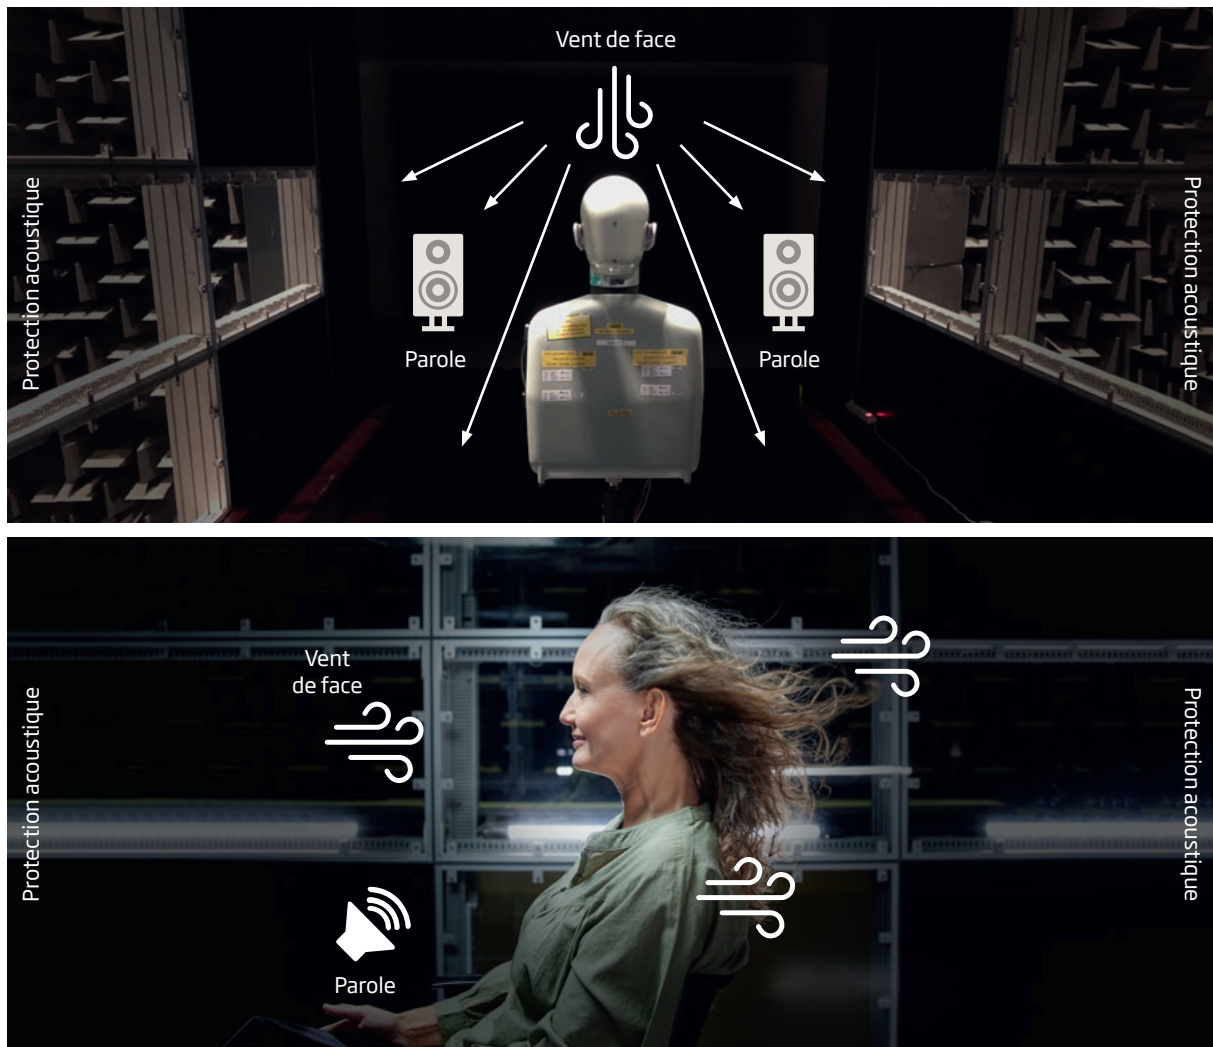 Vent de face
Protection acoustique
Protection acoustique
Parole
Parole
Vent
de face
Protection acoustique
Protection acoustique
Parole